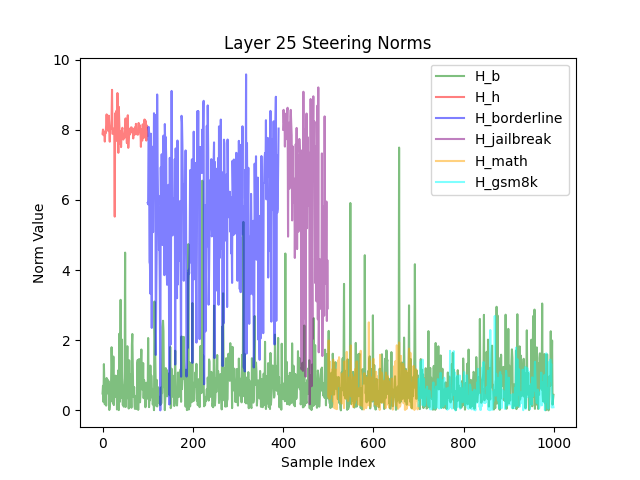 Layer 25 Steering Norms
10
8
6
4
2
0
Norm Value
0
200
400
600
800
1000
Sample Index
H_b
H_h
H_borderline
H_jailbreak
H_math
H_gsm8k